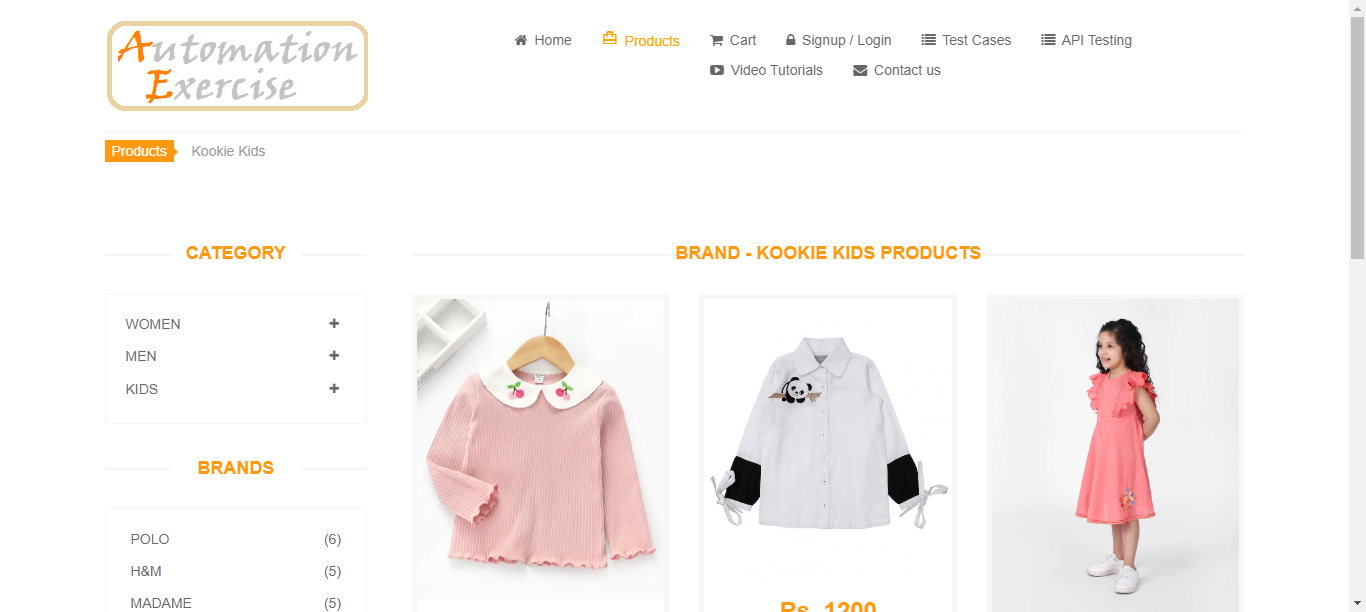 Automation
Exercise
Home
Products
Cart
Signup / Login
Test Cases
API Testing
Video Tutorials
Contact us
Products
Kookie Kids
CATEGORY
WOMEN
MEN
KIDS
BRANDS
POLO (6)
H&M (5)
MADAME (5)
BRAND - KOOKIE KIDS PRODUCTS
Rs. 1200